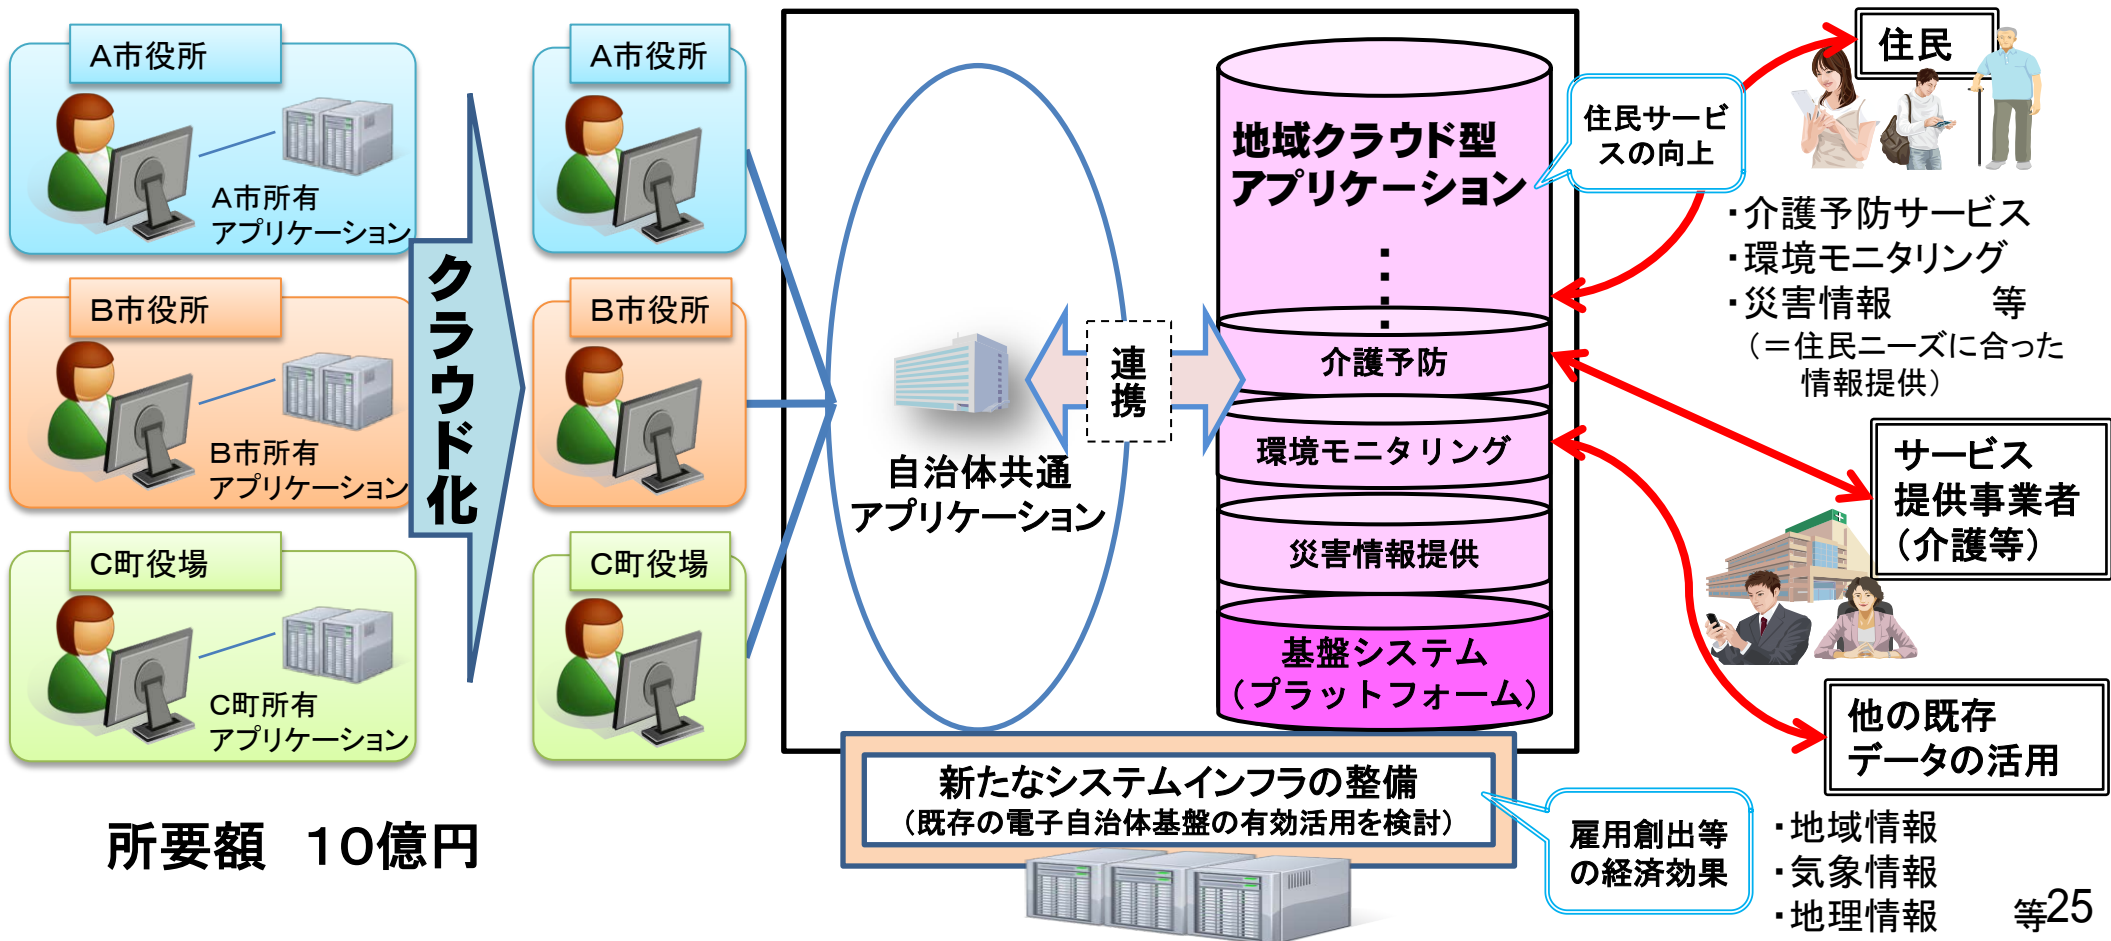 A市役所
A市所有
アプリケーション
B市役所
B市所有
アプリケーション
C町役場
C町所有
アプリケーション
クラウド化
A市役所
B市役所
C町役場
自治体共通
アプリケーション
連携
地域クラウド型
アプリケーション
介護予防
環境モニタリング
災害情報提供
基盤システム
（プラットフォーム）
住民サービ
スの向上
住民
・介護予防サービス
・環境モニタリング
・災害情報　　等
（＝住民ニーズに合った
情報提供）
サービス
提供事業者
（介護等）
他の既存
データの活用
・地域情報
・気象情報
・地理情報　　等
新たなシステムインフラの整備
（既存の電子自治体基盤の有効活用を検討）
雇用創出等
の経済効果
所要額　10億円
25